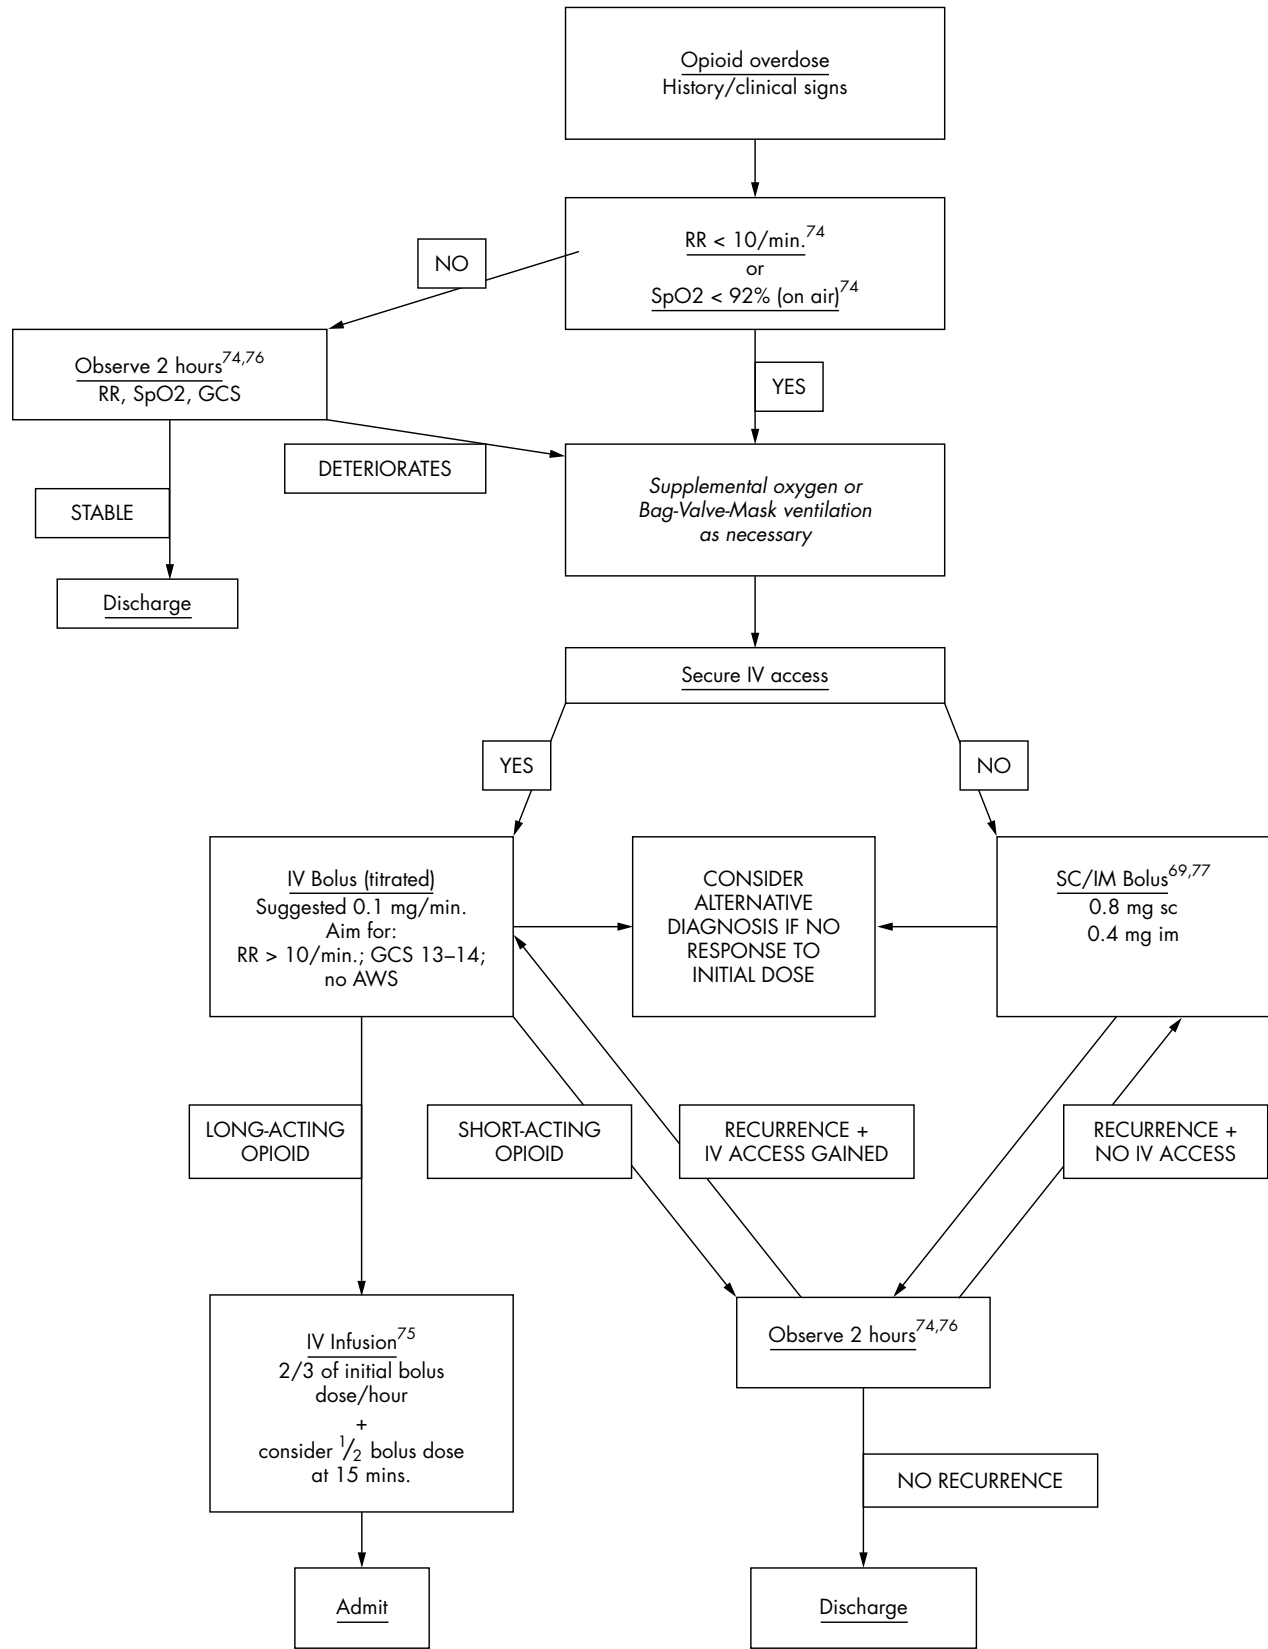 Opioid overdose
History/clinical signs
RR < 10/min.74
or
SpO2 < 92% (on air)74
NO
Observe 2 hours74,76
RR, SpO2, GCS
YES
DETERIORATES
STABLE
Supplemental oxygen or
Bag-Valve-Mask ventilation
as necessary
Discharge
Secure IV access
YES
NO
IV Bolus (titrated)
Suggested 0.1 mg/min.
Aim for:
RR > 10/min.; GCS 13–14;
no AWS
CONSIDER
ALTERNATIVE
DIAGNOSIS IF NO
RESPONSE TO
INITIAL DOSE
SC/IM Bolus69,77
0.8 mg sc
0.4 mg im
LONG-ACTING
OPIOID
SHORT-ACTING
OPIOID
RECURRENCE +
IV ACCESS GAINED
RECURRENCE +
NO IV ACCESS
IV Infusion75
2/3 of initial bolus
dose/hour
+
consider 1/2 bolus dose
at 15 mins.
Observe 2 hours74,76
NO RECURRENCE
Admit
Discharge